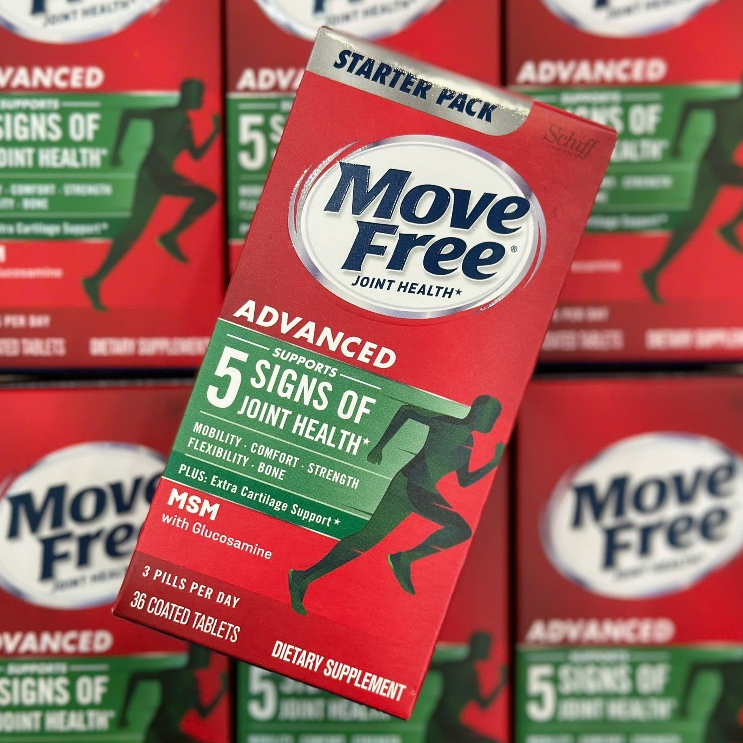 STARTER PACK
Schiff
Move
Free®
JOINT HEALTH*
ADVANCED
SUPPORTS
5 SIGNS OF
JOINT HEALTH*
MOBILITY · COMFORT · STRENGTH
FLEXIBILITY · BONE
PLUS: Extra Cartilage Support*
MSM
with Glucosamine
3 PILLS PER DAY
36 COATED TABLETS
DIETARY SUPPLEMENT